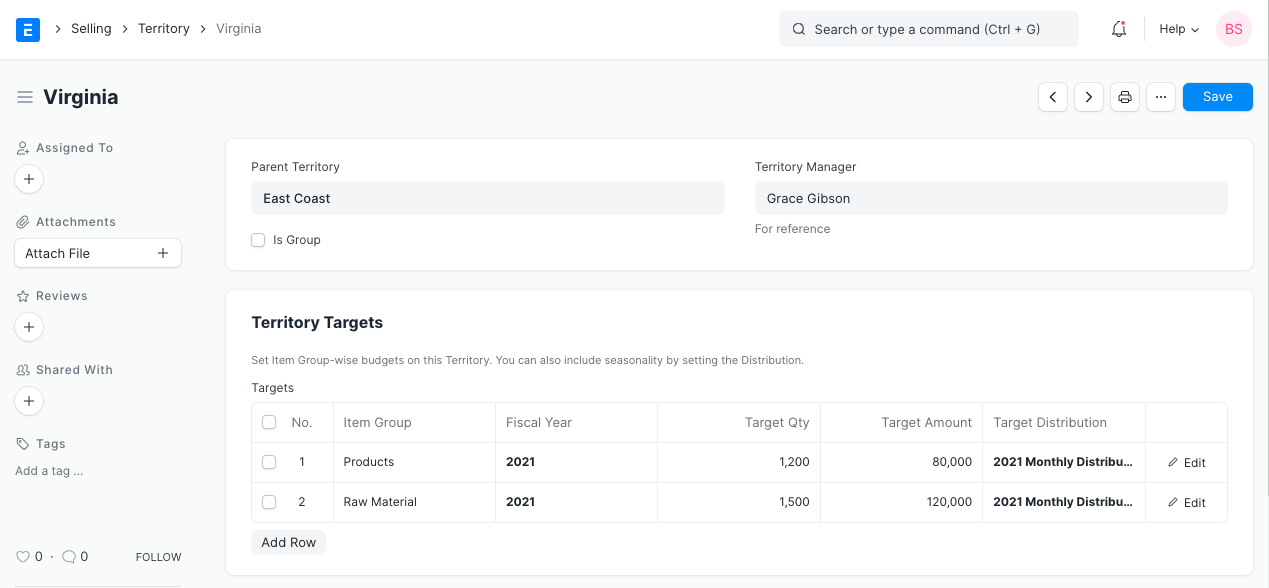 E Selling Territory Virginia Search or type a command (Ctrl + G) Help BS
Virginia Save
Assigned To
Attachments
Attach File
Reviews
Shared With
Tags
Add a tag ...
0 · 0 FOLLOW
Parent Territory Territory Manager
East Coast Grace Gibson
For reference
Is Group
Territory Targets
Set Item Group-wise budgets on this Territory. You can also include seasonality by setting the Distribution.
Targets
No. Item Group Fiscal Year Target Qty Target Amount Target Distribution
1 Products 2021 1,200 80,000 2021 Monthly Distribu... Edit
2 Raw Material 2021 1,500 120,000 2021 Monthly Distribu... Edit
Add Row